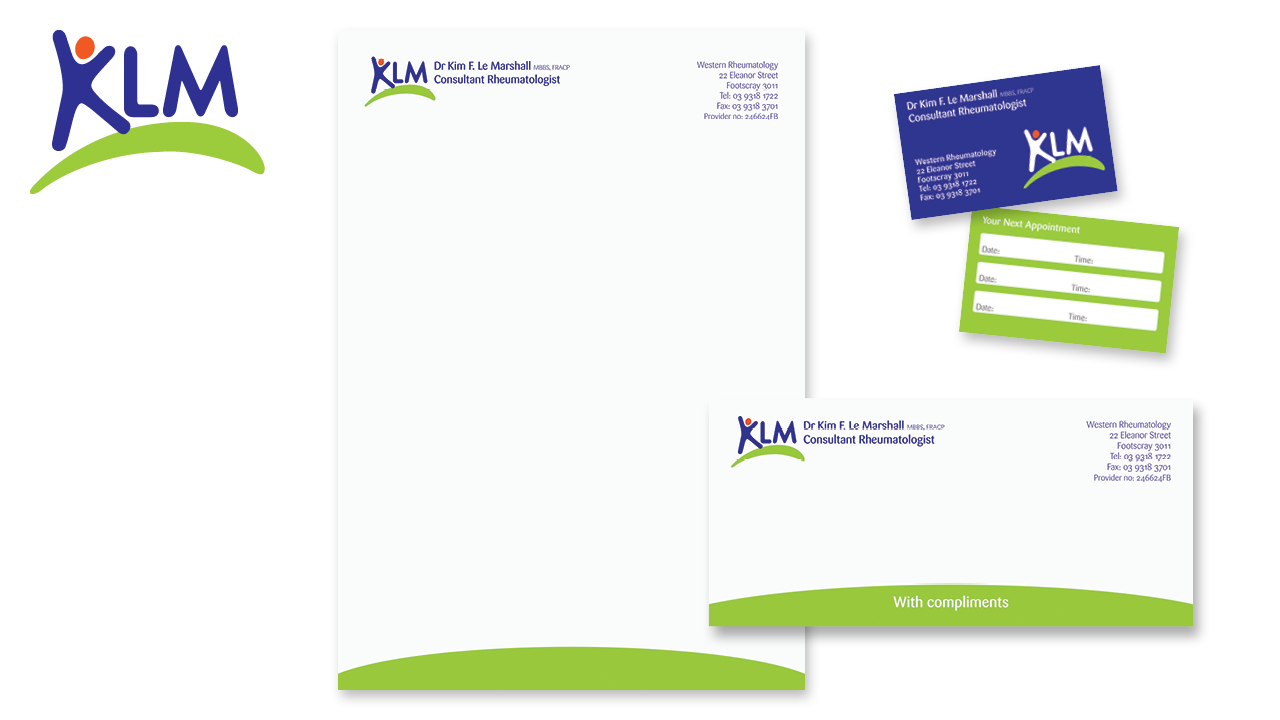 KLM
KLM
Dr Kim F. Le Marshall MBBS, FRACP
Consultant Rheumatologist
Western Rheumatology
22 Eleanor Street
Footscray 3011
Tel: 03 9318 1722
Fax: 03 9318 3701
Provider no: 246624FB
Dr Kim F. Le Marshall MBBS, FRACP
Consultant Rheumatologist
Western Rheumatology
22 Eleanor Street
Footscray 3011
Tel: 03 9318 1722
Fax: 03 9318 3701
KLM
Your Next Appointment
Date: Time:
Date: Time:
Date: Time:
KLM
Dr Kim F. Le Marshall MBBS, FRACP
Consultant Rheumatologist
Western Rheumatology
22 Eleanor Street
Footscray 3011
Tel: 03 9318 1722
Fax: 03 9318 3701
Provider no: 246624FB
With compliments